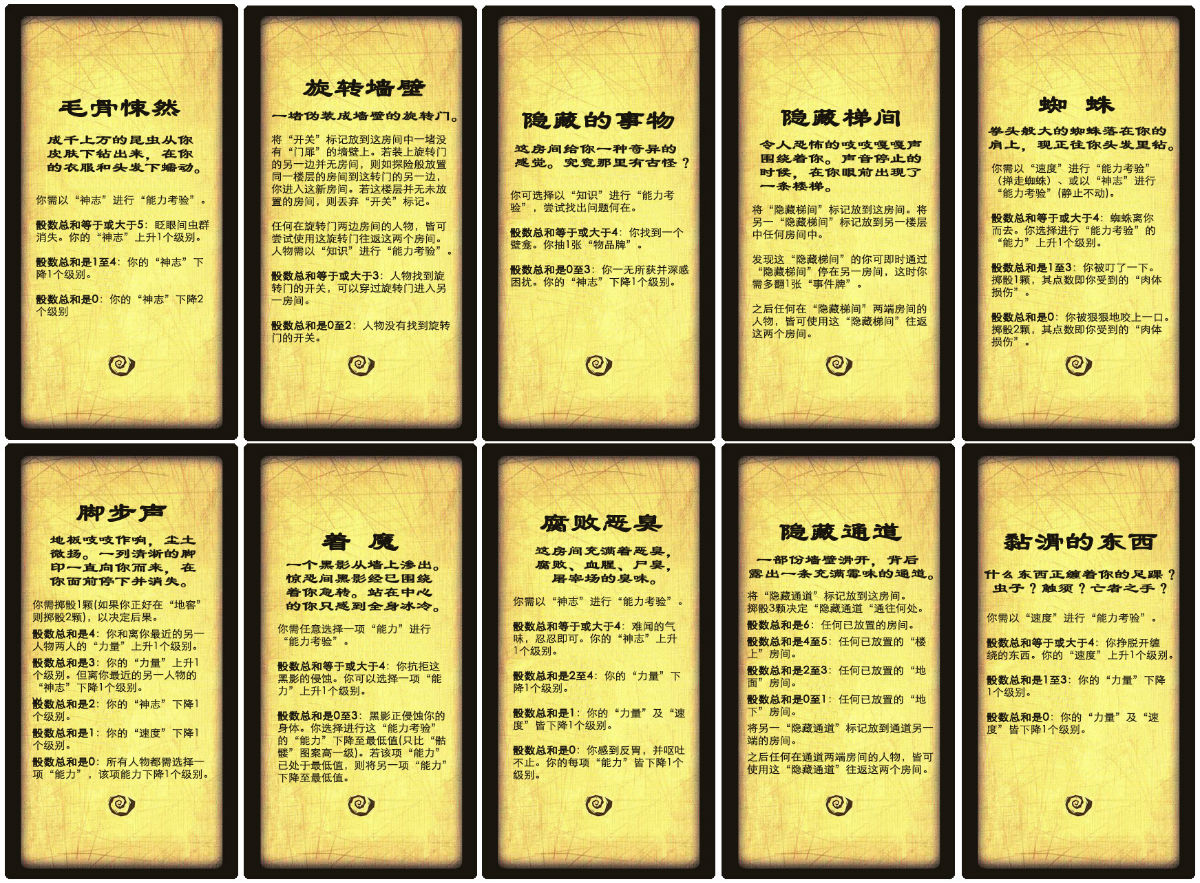 毛骨悚然
成千上万的昆虫从你
皮肤下钻出来，在你
的衣服和头发下蠕动。
你需以“神志”进行“能力考验”。
骰数总和等于或大于5：眨眼间虫群
消失。你的“神志”上升1个级别。
骰数总和是1至4：你的“神志”下
降1个级别。
骰数总和是0：你的“神志”下降2
个级别
旋转墙壁
一堵伪装成墙壁的旋转门。
将“开关”标记放到这房间中一堵没
有“门扉”的墙壁上。若装上旋转门
的另一边并无房间，则如探险般放置
同一楼层的房间到这转门的另一边，
你进入这新房间。若这楼层并无未放
置的房间，则丢弃“开关”标记。
任何在旋转门两边房间的人物，皆可
尝试使用这旋转门往返这两个房间。
人物需以“知识”进行“能力考验”。
骰数总和等于或大于3：人物找到旋
转门的开关，可以穿过旋转门进入另
一房间。
骰数总和是0至2：人物没有找到旋转
门的开关。
隐藏的事物
这房间给你一种奇异的
感觉。究竟那里有古怪？
你可选择以“知识”进行“能力考
验”，尝试找出问题何在。
骰数总和等于或大于4：你找到一个
壁龛。你抽1张“物品牌”。
骰数总和是0至3：你一无所获并深感
困扰。你的“神志”下降1个级别。
隐藏梯间
令人恐怖的吱吱嘎嘎声
围绕着你。声音停止的
时候，在你眼前出现了
一条楼梯。
将“隐藏梯间”标记放到这房间。将
另一“隐藏梯间”标记放到另一楼层
中任何房间中。
发现这“隐藏梯间”的你可即时通过
“隐藏梯间”停在另一房间，这时你
需多翻1张“事件牌”。
之后任何在“隐藏梯间”两端房间的
人物，皆可使用这“隐藏梯间”往返
这两个房间。
蜘 蛛
拳头般大的蜘蛛落在你的
肩上，现正往你头发里钻。
你需以“速度”进行“能力考验”
（掸走蜘蛛）、或以“神志”进行
“能力考验”(静止不动)。
骰数总和等于或大于4：蜘蛛离你
而去。你选择进行“能力考验”的
“能力”上升1个级别。
骰数总和是1至3：你被叮了一下。
掷骰1颗，其点数即你受到的“肉体
损伤”。
骰数总和是0：你被狠狠地咬上一口。
掷骰2颗，其点数即你受到的“肉体
损伤”。
脚步声
地板吱吱作响，尘土
微扬。一列清晰的脚
印一直向你而来，在
你面前停下并消失。
你需掷骰1颗(如果你正好在“地窖”
则掷骰2颗)，以决定后果。
骰数总和是4：你和离你最近的另一
人物两人的“力量”上升1个级别。
骰数总和是3：你的“力量”上升1
个级别。但离你最近的另一人物的
“神志”下降1个级别。
骰数总和是2：你的“神志”下降1
个级别。
骰数总和是1：你的“速度”下降1
个级别。
骰数总和是0：所有人物都需选择一
项“能力”，该项能力下降1个级别。
着 魔
一个黑影从墙上渗出。
惊恐间黑影经已围绕
着你急转。站在中心
的你只感到全身冰冷。
你需任意选择一项“能力”进行
“能力考验”。
骰数总和等于或大于4：你抗拒这
黑影的侵蚀。你可以选择一项“能
力”上升1个级别。
骰数总和是0至3：黑影正侵蚀你的
身体。你选择进行这“能力考验”
的“能力”下降至最低值(只比“骷
髅”图案高一级)。若该项“能力”
已处于最低值，则将另一项“能力”
下降至最低值。
腐败恶臭
这房间充满着恶臭，
腐败、血腥、尸臭，
屠宰场的臭味。
你需以“神志”进行“能力考验”。
骰数总和等于或大于4：难闻的气
味，忍忍即可。你的“神志”上升
1个级别。
骰数总和是2至4：你的“力量”下
降1个级别。
骰数总和是1：你的“力量”及“速
度”皆下降1个级别。
骰数总和是0：你感到反胃，并呕吐
不止。你的每项“能力”皆下降1个
级别。
隐藏通道
一部份墙壁滑开，背后
露出一条充满霉味的通道。
将“隐藏通道”标记放到这房间。
掷骰3颗决定“隐藏通道“通往何处。
骰数总和是6：任何已放置的房间。
骰数总和是4至5：任何已放置的“楼
上”房间。
骰数总和是2至3：任何已放置的“地
面”房间。
骰数总和是0至1：任何已放置的“地
下”房间。
将另一“隐藏通道”标记放到通道另一
端的房间。
之后任何在通道两端房间的人物，皆可
使用这“隐藏通道”往返这两个房间。
黏滑的东西
什么东西正缠着你的足踝？
虫子？触须？亡者之手？
你需以“速度”进行“能力考验”。
骰数总和等于或大于4：你挣脱开缠
绕的东西。你的“速度”上升1个级别。
骰数总和是1至3：你的“力量”下降
1个级别。
骰数总和是0：你的“力量”及“速
度”皆下降1个级别。